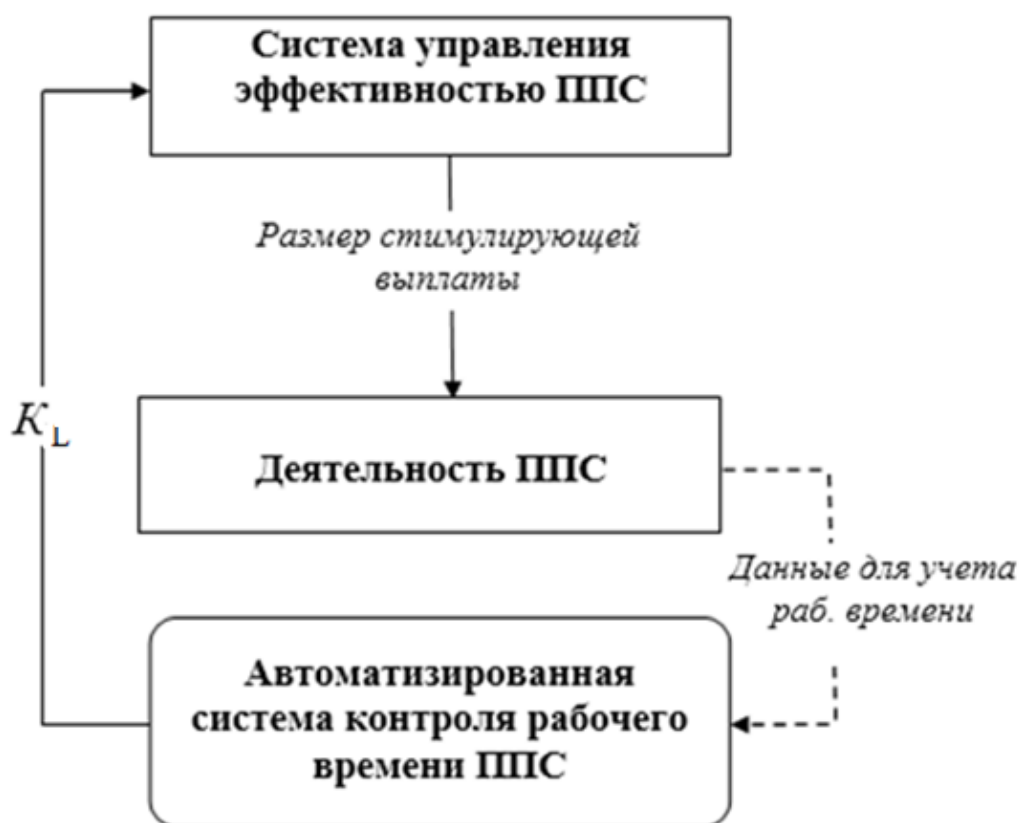 Система управления
эффективностью ППС
Размер стимулирующей
выплаты
K L
Деятельность ППС
Данные для учета
раб. времени
Автоматизированная
система контроля рабочего
времени ППС